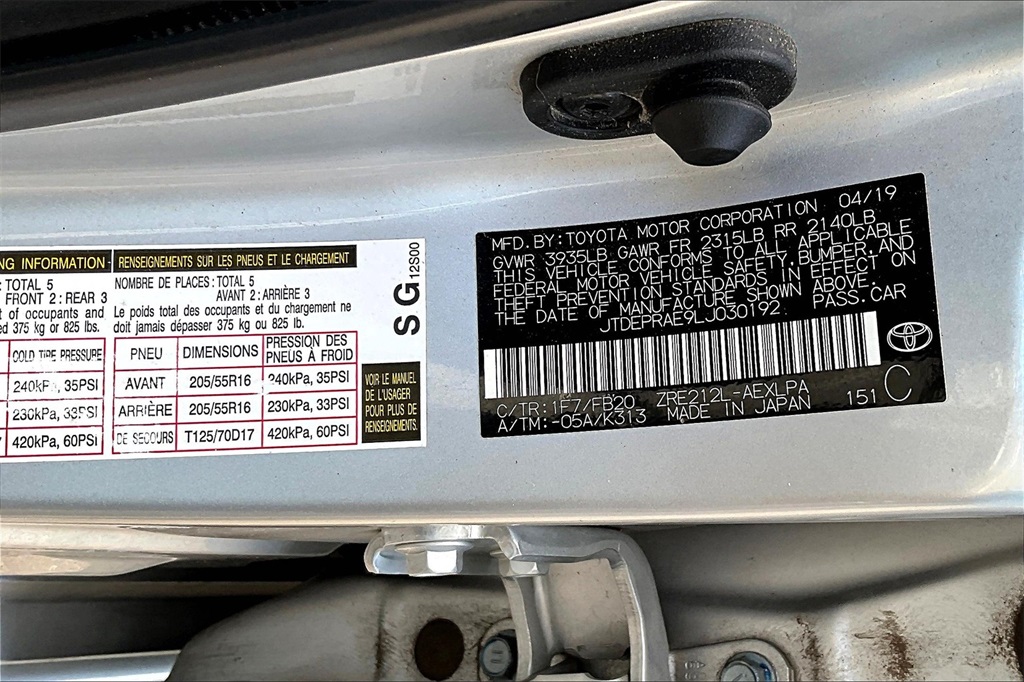 NG INFORMATION
: TOTAL 5
FRONT 2 : REAR 3
t of occupants and
ed 375 kg or 825 lbs.
COLD TIRE PRESSURE
240kPa, 35PSI
230kPa, 33PSI
420kPa, 60PSI
RENSEIGNEMENTS SUR LES PNEUS ET LE CHARGEMENT
NOMBRE DE PLACES : TOTAL 5
AVANT 2 : ARRIÈRE 3
Le poids total des occupants et du chargement ne
doit jamais dépasser 375 kg ou 825 lb.
PNEU DIMENSIONS PRESSION DES PNEUS À FROID
AVANT 205/55R16 240kPa, 35PSI
ARRIÈRE 205/55R16 230kPa, 33PSI
DE SECOURS T125/70D17 420kPa, 60PSI
S G 12S00
VOIR LE MANUEL
DE L'USAGER
POUR PLUS DE
RENSEIGNEMENTS.
MFD. BY: TOYOTA MOTOR CORPORATION 04/19
GVWR 3935LB GAWR FR 2315LB RR 2140LB
THIS VEHICLE CONFORMS TO ALL APPLICABLE
FEDERAL MOTOR VEHICLE SAFETY, BUMPER, AND
THEFT PREVENTION STANDARDS IN EFFECT ON
THE DATE OF MANUFACTURE SHOWN ABOVE.
JTDEPRAE9LJ030192 PASS. CAR
C/TR: 1F7/FB20 ZRE212L-AEXLPA
A/TM: -05A/K313 MADE IN JAPAN 151 C